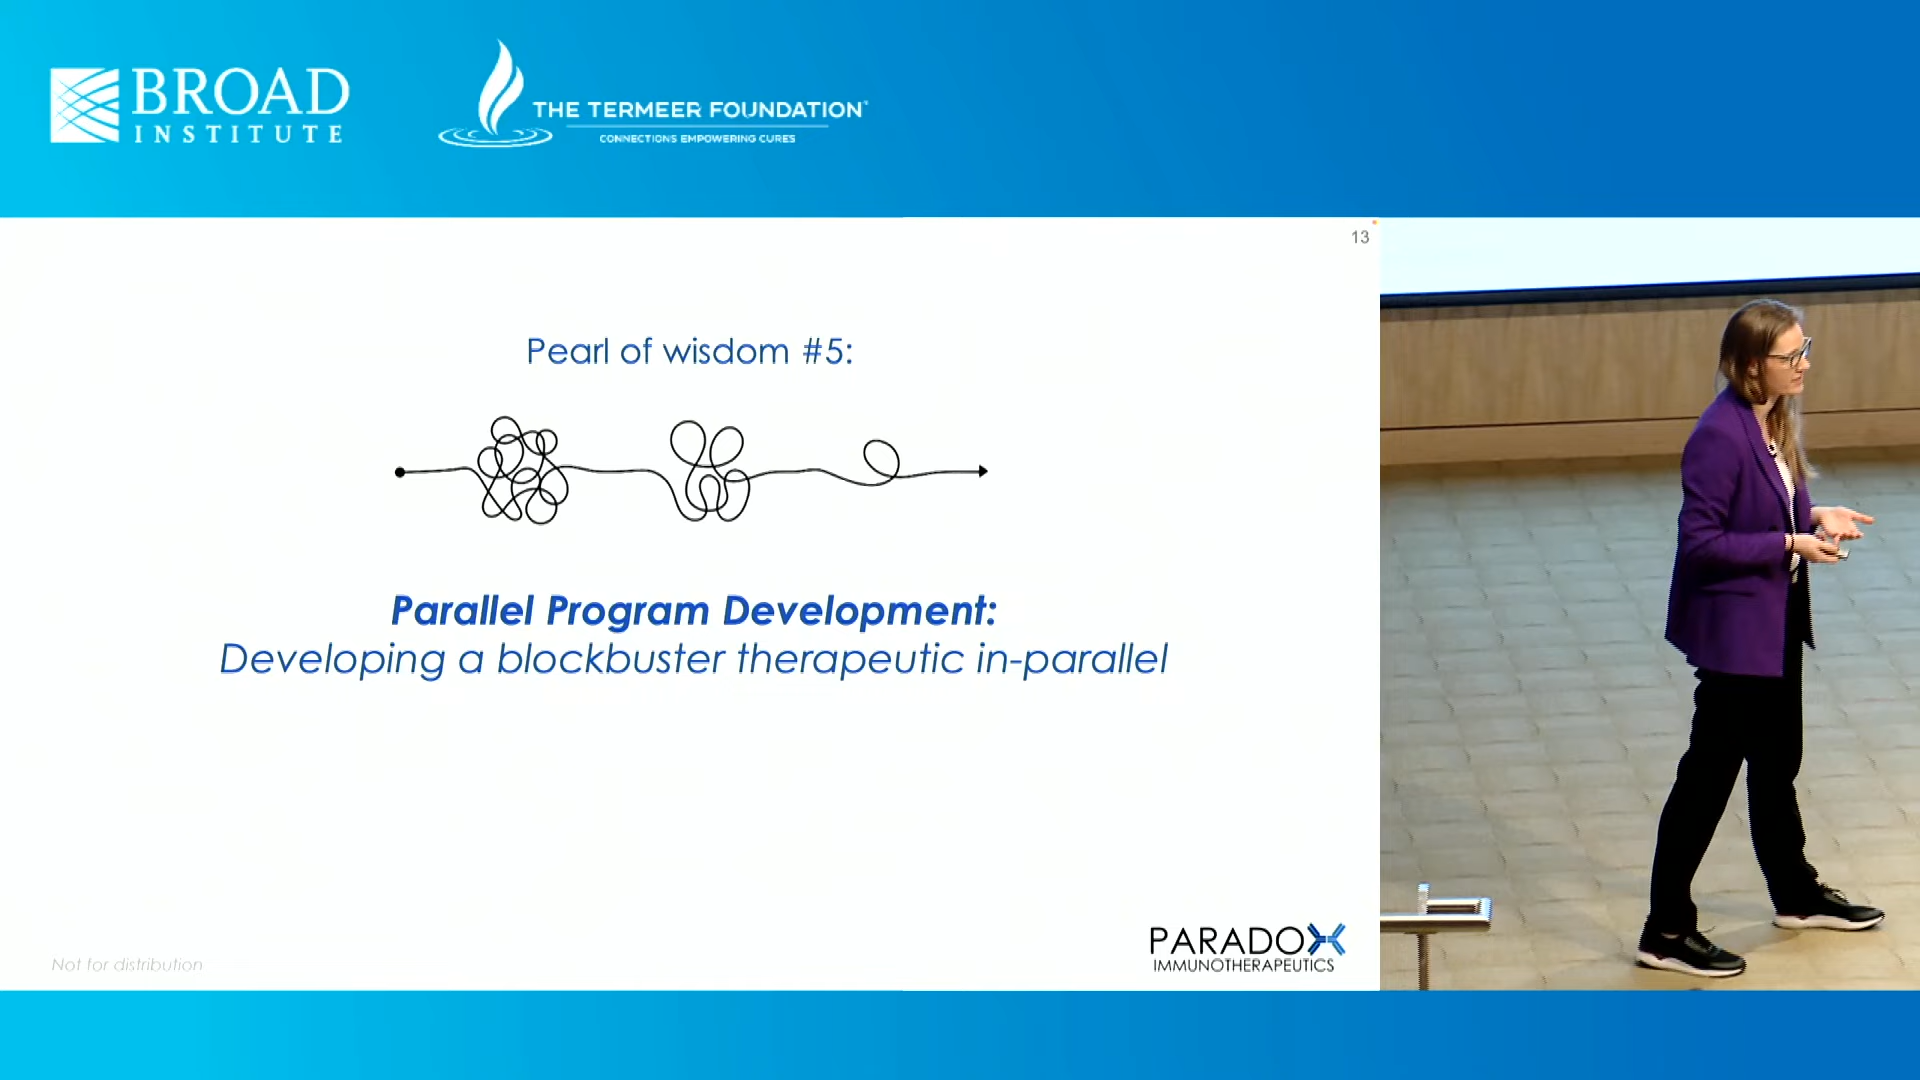 BROAD
INSTITUTE
THE TERMEER FOUNDATION
CONNECTIONS EMPOWERING CURES
13
Pearl of wisdom #5:
Parallel Program Development:
Developing a blockbuster therapeutic in-parallel
PARADOX
IMMUNOTHERAPEUTICS
Not for distribution